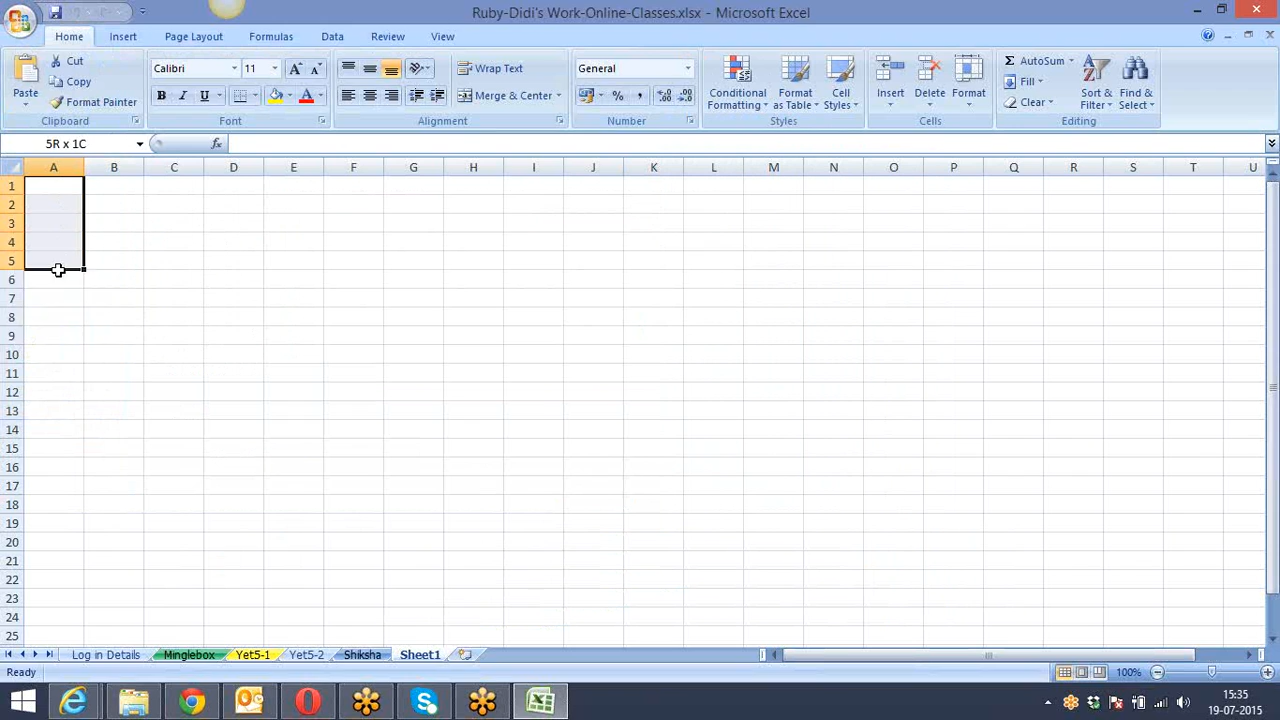 Ruby-Didi's Work-Online-Classes.xlsx - Microsoft Excel
Home Insert Page Layout Formulas Data Review View
Paste Cut Copy Format Painter Clipboard
Calibri 11 A A B I U A Font
Wrap Text Merge & Center Alignment
General % , .0 .00 .00 .0 Number
Conditional Formatting Format as Table Cell Styles Styles
Insert Delete Format Cells
Σ AutoSum Fill Clear Sort & Filter Find & Select Editing
5R x 1C fx
A B C D E F G H I J K L M N O P Q R S T U
1
2
3
4
5
6
7
8
9
10
11
12
13
14
15
16
17
18
19
20
21
22
23
24
25
Log in Details Minglebox Yet5-1 Yet5-2 Shiksha Sheet1
Ready 100%
15:35
19-07-2015